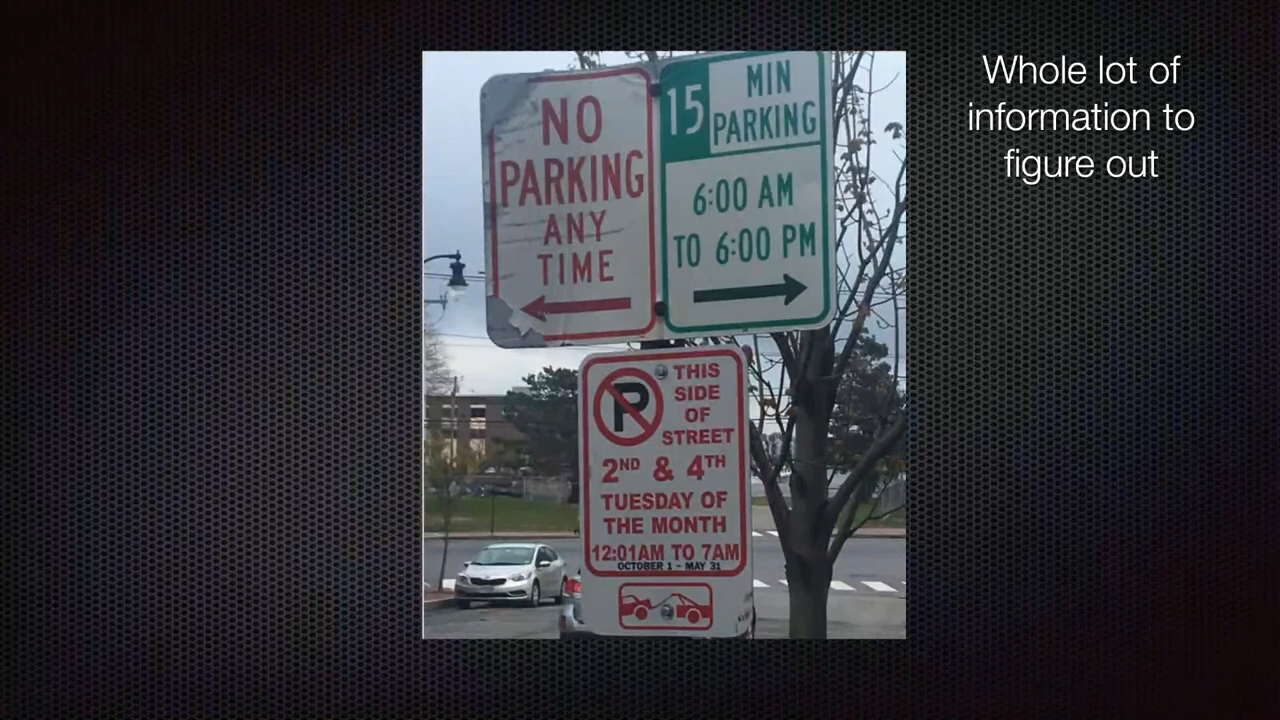 Whole lot of
information to
figure out
NO
PARKING
ANY
TIME
15
MIN
PARKING
6:00 AM
TO 6:00 PM
P
THIS
SIDE
OF
STREET
2ND & 4TH
TUESDAY OF
THE MONTH
12:01AM TO 7AM
OCTOBER 1 - MAY 31